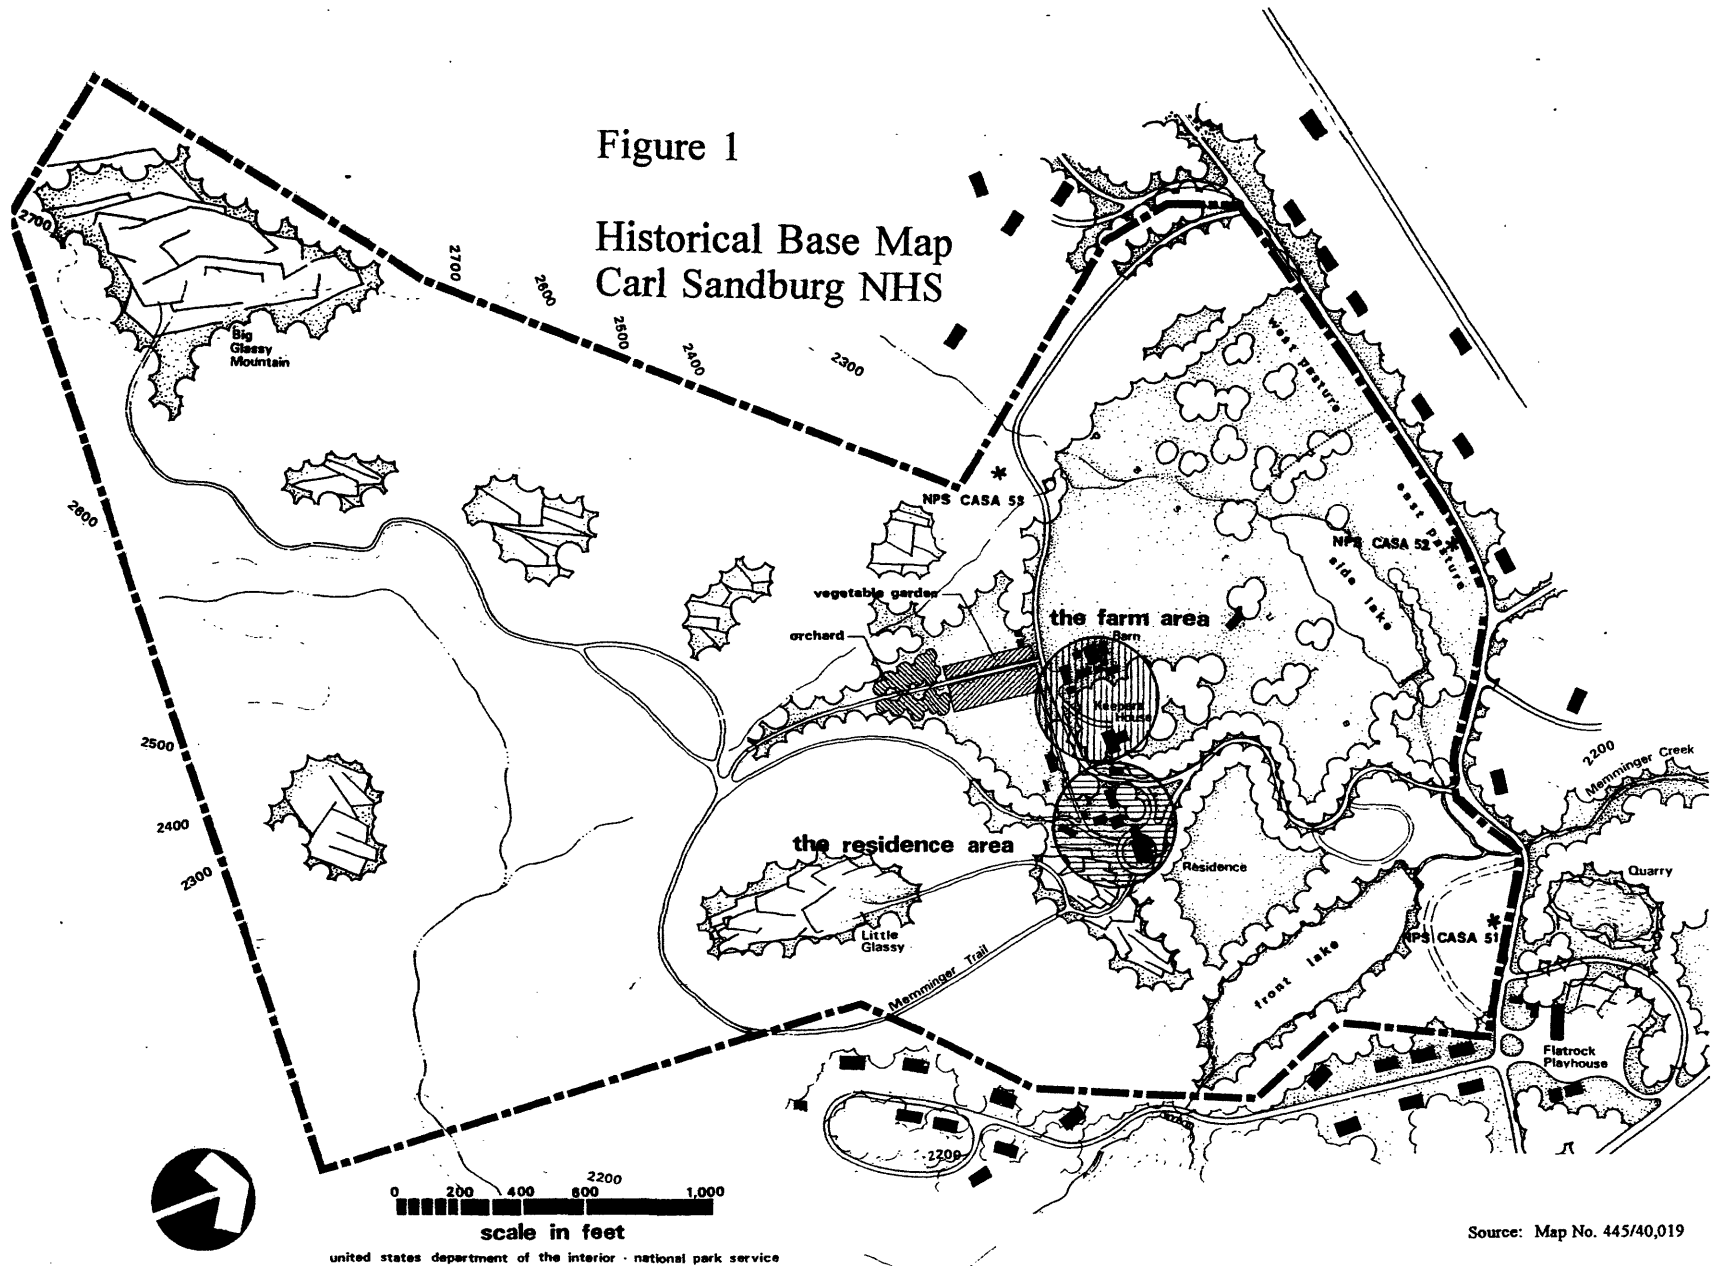 Figure 1
Historical Base Map
Carl Sandburg NHS
2700
2700
2600
2500
2400
2300
Big
Glassy
Mountain
west pasture
east pasture
NPS CASA 53
NPS CASA 52
side lake
vegetable garden
orchard
the farm area
Barn
Keepers
House
2600
2500
2400
2300
2200
Memminger Creek
the residence area
Residence
Quarry
Little
Glassy
Memminger Trail
front lake
NPS CASA 51
Flatrock
Playhouse
2200
2200
0 200 400 600 1,000
scale in feet
united states department of the interior · national park service
Source: Map No. 445/40,019